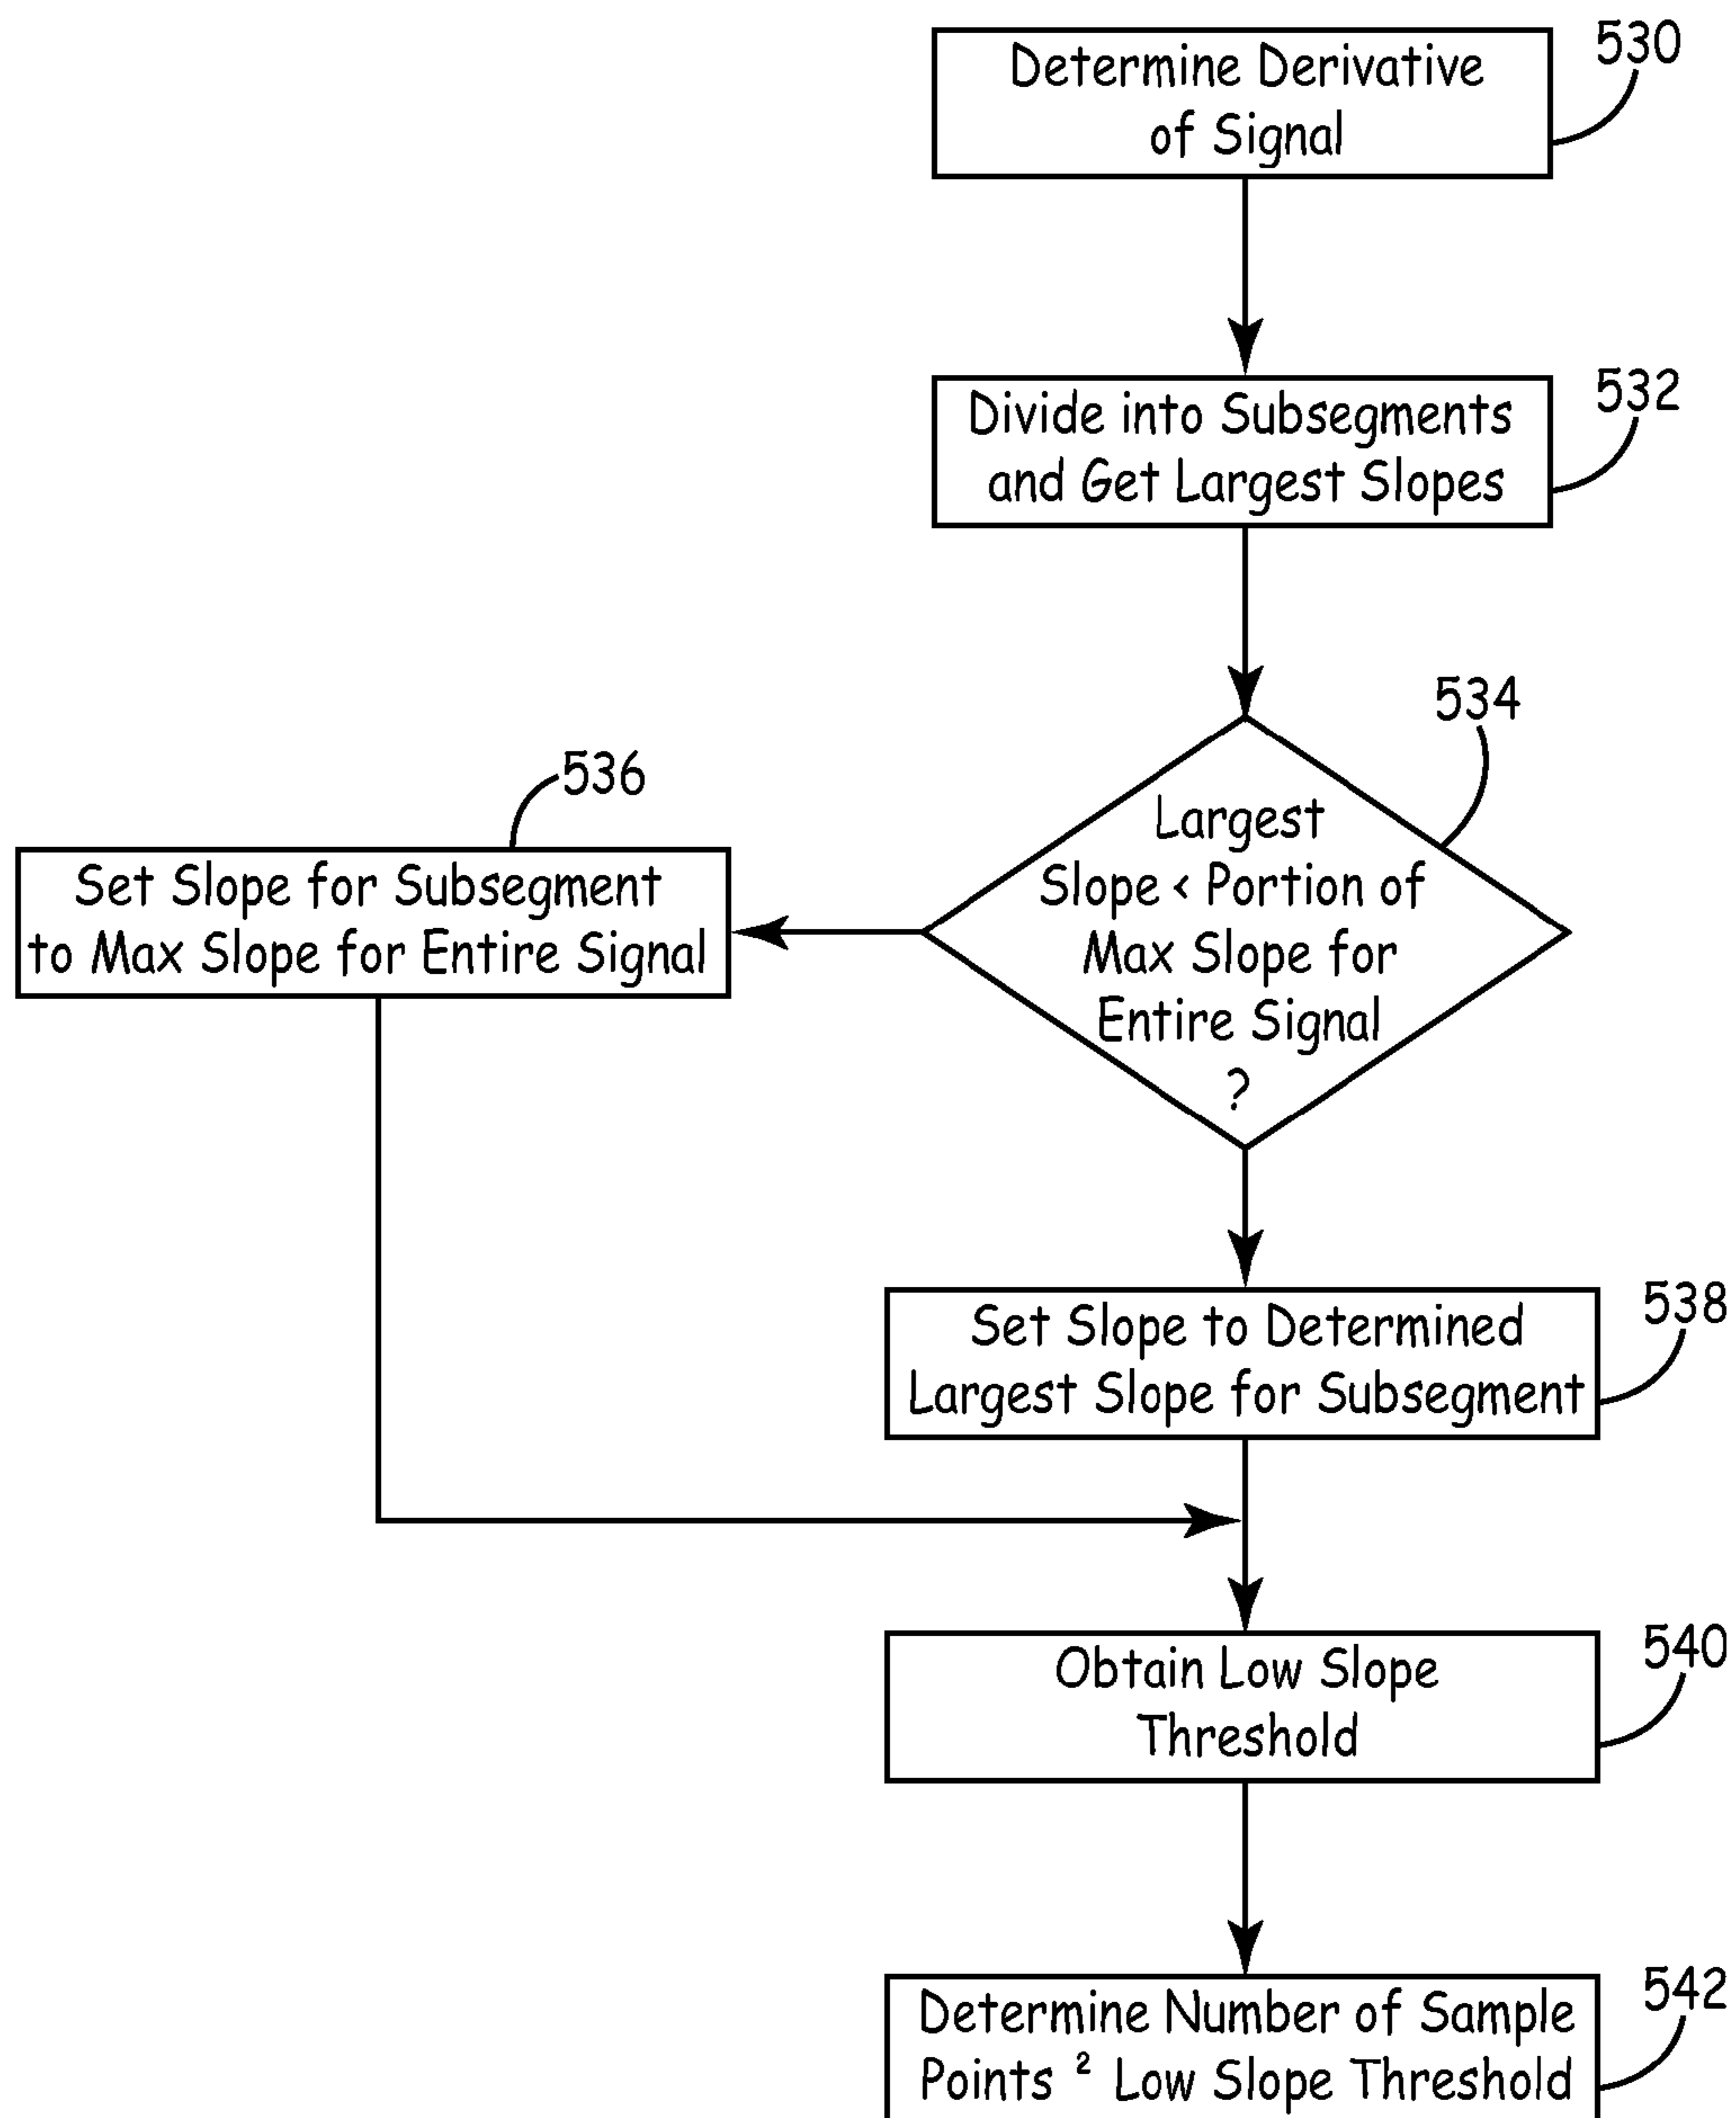 530
Determine Derivative
of Signal
532
Divide into Subsegments
and Get Largest Slopes
534
Largest
Slope < Portion of
Max Slope for
Entire Signal
?
536
Set Slope for Subsegment
to Max Slope for Entire Signal
538
Set Slope to Determined
Largest Slope for Subsegment
540
Obtain Low Slope
Threshold
542
Determine Number of Sample
Points ² Low Slope Threshold